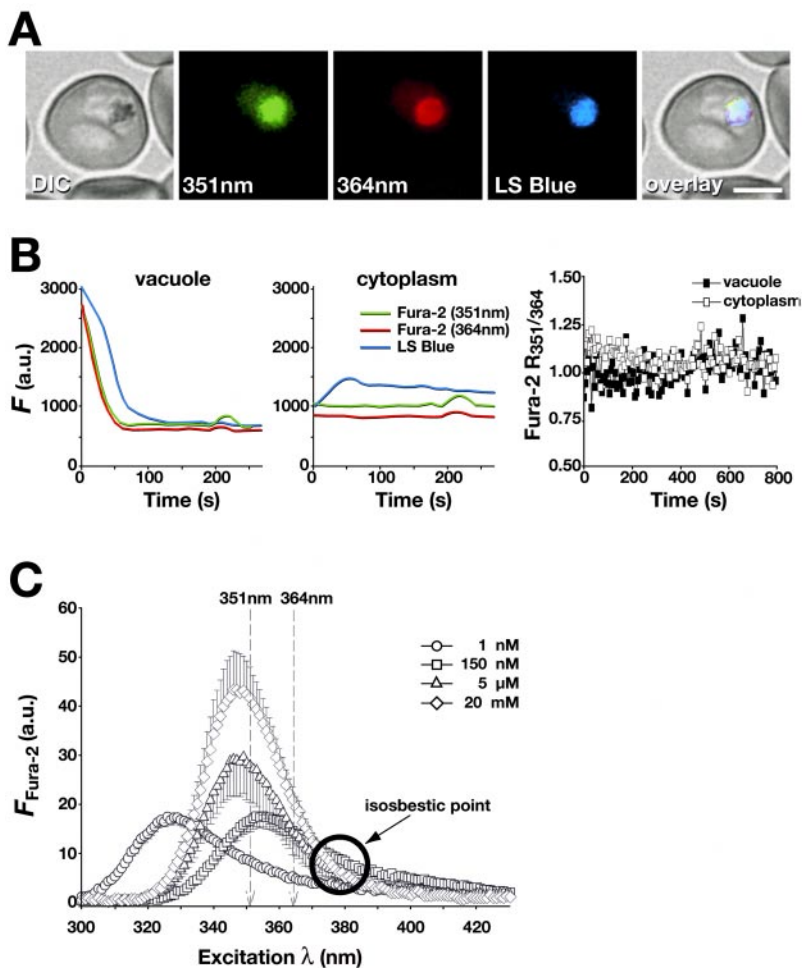 A
DIC
351nm
364nm
LS Blue
overlay
B
vacuole
cytoplasm
F (a.u.)
3000
2000
1000
0
0 100 200
Time (s)
3000
2000
1000
0
0 100 200
Time (s)
Fura-2 (351nm)
Fura-2 (364nm)
LS Blue
Fura-2 R351/364
1.50
1.25
1.00
0.75
0.50
0 200 400 600 800
Time (s)
vacuole
cytoplasm
C
351nm 364nm
FFura-2 (a.u.)
60
50
40
30
20
10
0
300 320 340 360 380 400 420
Excitation λ (nm)
1 nM
150 nM
5 µM
20 mM
isosbestic point